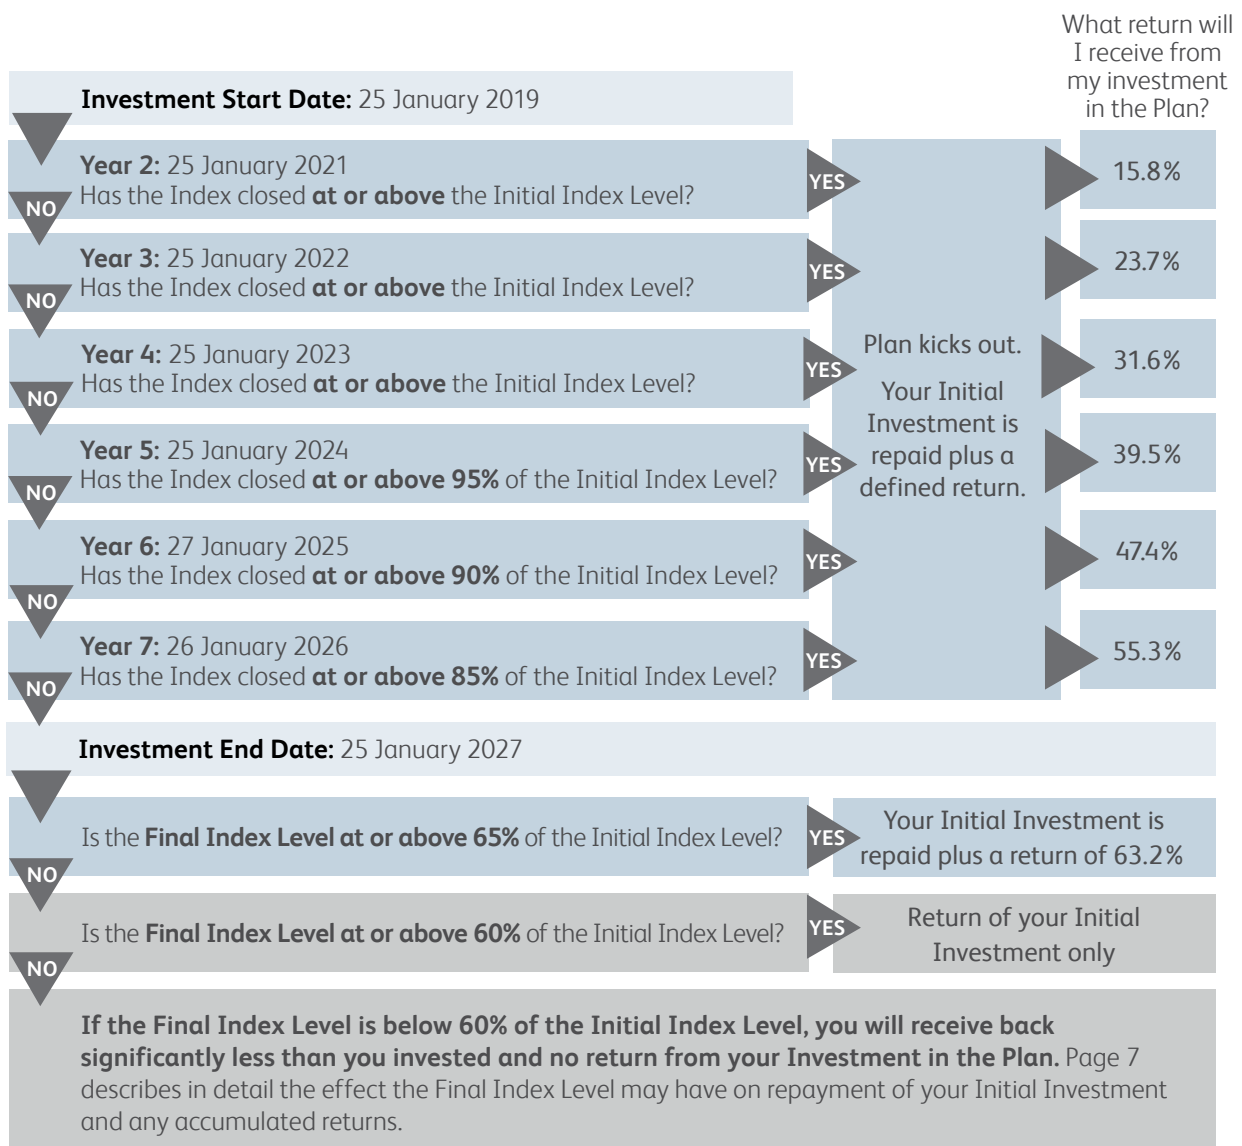 What return will
I receive from
my investment
in the Plan?
Investment Start Date: 25 January 2019
Year 2: 25 January 2021
Has the Index closed at or above the Initial Index Level?
YES
15.8%
NO
Year 3: 25 January 2022
Has the Index closed at or above the Initial Index Level?
YES
23.7%
NO
Year 4: 25 January 2023
Has the Index closed at or above the Initial Index Level?
YES
31.6%
NO
Year 5: 25 January 2024
Has the Index closed at or above 95% of the Initial Index Level?
YES
39.5%
NO
Year 6: 27 January 2025
Has the Index closed at or above 90% of the Initial Index Level?
YES
47.4%
NO
Year 7: 26 January 2026
Has the Index closed at or above 85% of the Initial Index Level?
YES
55.3%
NO
Plan kicks out.
Your Initial
Investment is
repaid plus a
defined return.
Investment End Date: 25 January 2027
Is the Final Index Level at or above 65% of the Initial Index Level?
YES
Your Initial Investment is
repaid plus a return of 63.2%
NO
Is the Final Index Level at or above 60% of the Initial Index Level?
YES
Return of your Initial
Investment only
NO
If the Final Index Level is below 60% of the Initial Index Level, you will receive back
significantly less than you invested and no return from your Investment in the Plan. Page 7
describes in detail the effect the Final Index Level may have on repayment of your Initial Investment
and any accumulated returns.